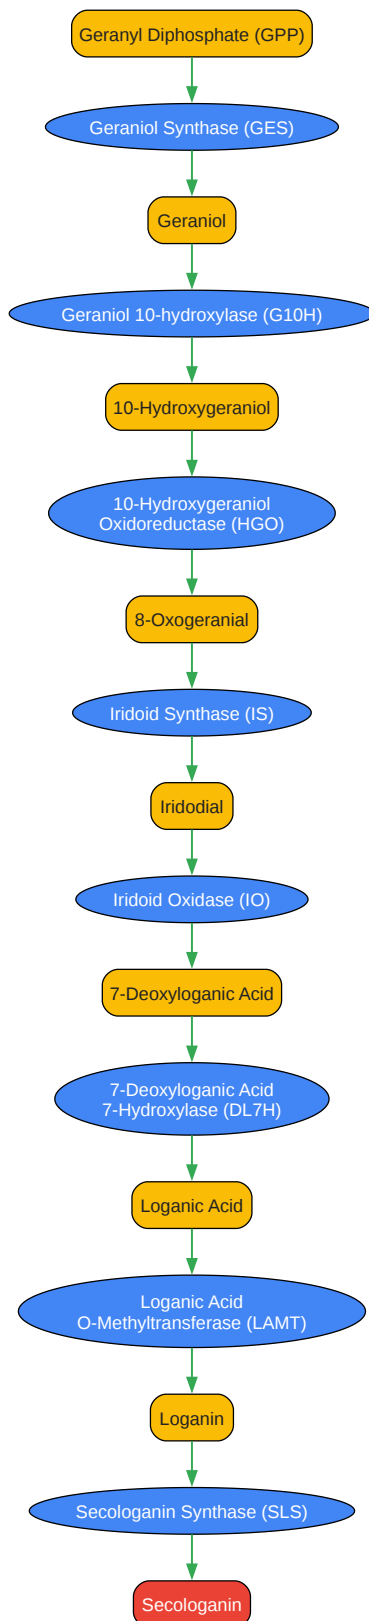 Geranyl Diphosphate (GPP)
Geraniol Synthase (GES)
Geraniol
Geraniol 10-hydroxylase (G10H)
10-Hydroxygeraniol
10-Hydroxygeraniol
Oxidoreductase (HGO)
8-Oxogeranial
Iridoid Synthase (IS)
Iridodial
Iridoid Oxidase (IO)
7-Deoxyloganic Acid
7-Deoxyloganic Acid
7-Hydroxylase (DL7H)
Loganic Acid
Loganic Acid
O-Methyltransferase (LAMT)
Loganin
Secologanin Synthase (SLS)
Secologanin